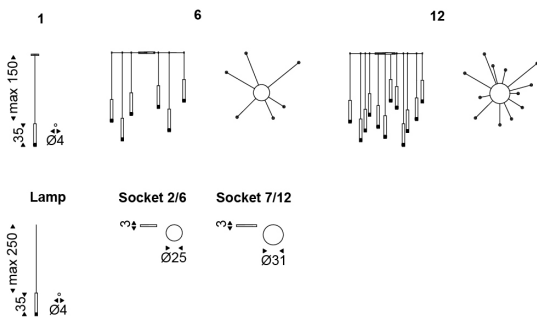 1
6
12
max 150
35
Ø4
Lamp
Socket 2/6
Socket 7/12
max 250
35
Ø4
3
Ø25
3
Ø31